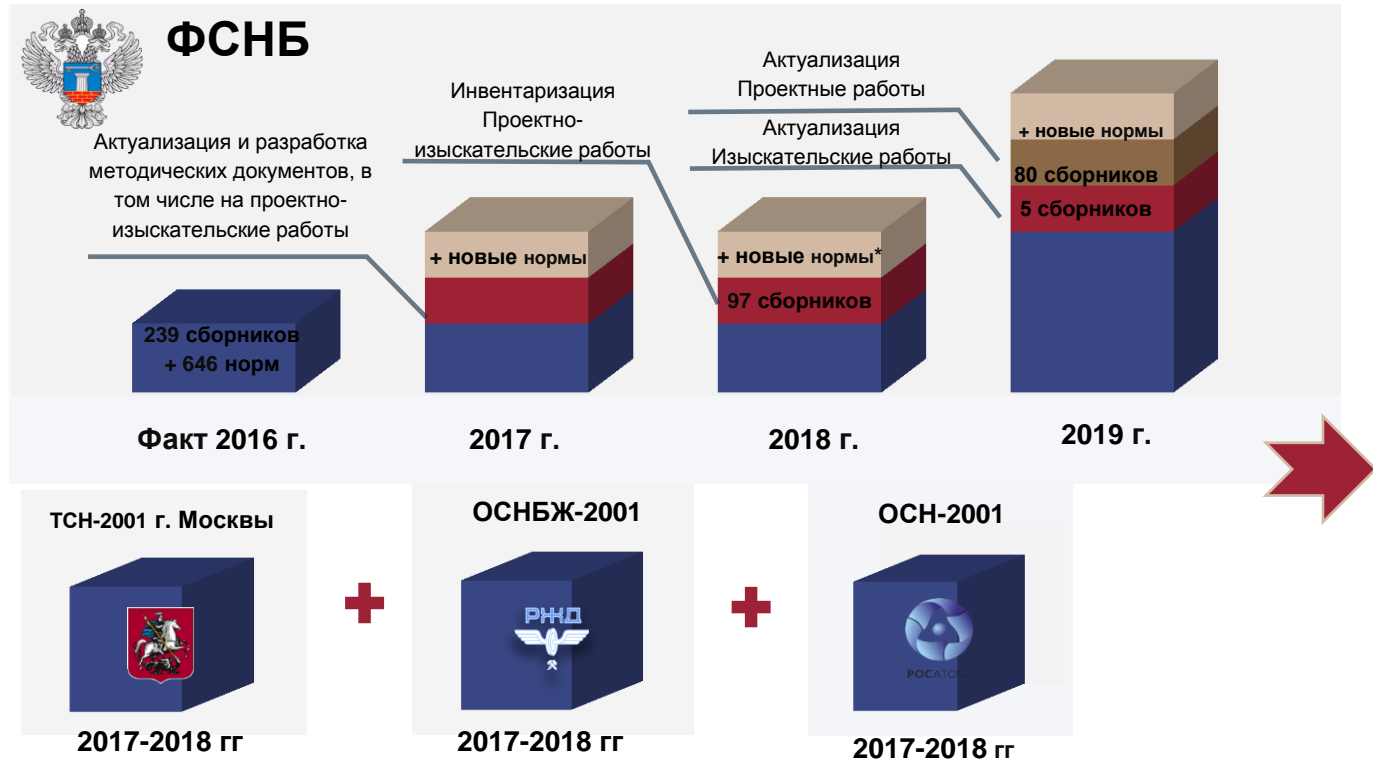 ФСНБ
Актуализация и разработка
методических документов, в
том числе на проектно-
изыскательские работы
Инвентаризация
Проектно-
изыскательские работы
Актуализация
Проектные работы
Актуализация
Изыскательские работы
239 сборников
+ 646 норм
+ новые нормы
+ новые нормы*
97 сборников
+ новые нормы
80 сборников
5 сборников
Факт 2016 г.
2017 г.
2018 г.
2019 г.
ТСН-2001 г. Москвы
ОСНБЖ-2001
ОСН-2001
РЖД
РОСАТОМ
2017-2018 гг
2017-2018 гг
2017-2018 гг